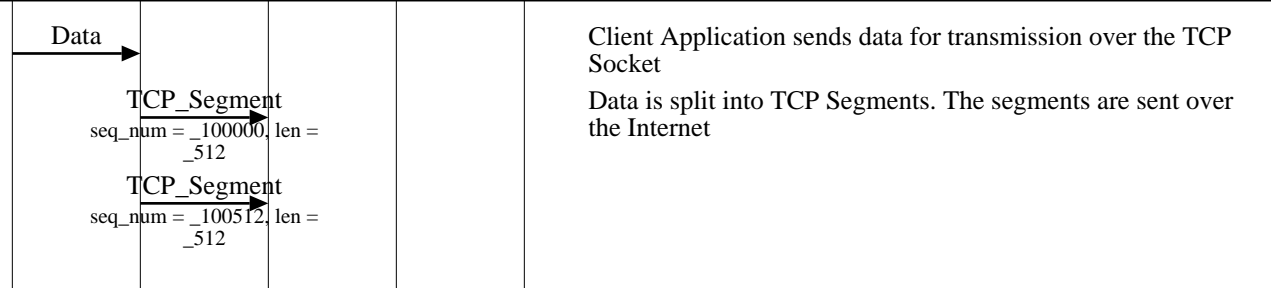 Data
Client Application sends data for transmission over the TCP
Socket
TCP_Segment
seq_num = _100000, len =
_512
Data is split into TCP Segments. The segments are sent over
the Internet
TCP_Segment
seq_num = _100512, len =
_512